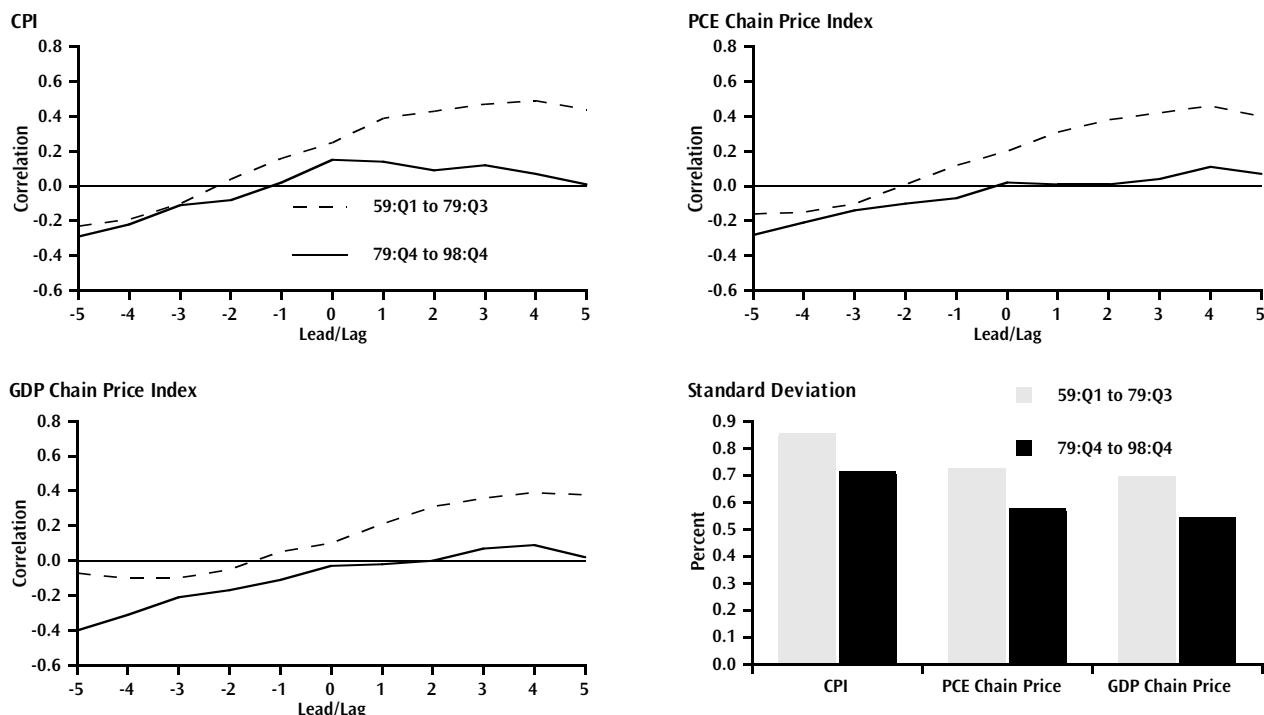 CPI
0.8
0.6
0.4
0.2
0.0
-0.2
-0.4
-0.6
Correlation
59:Q1 to 79:Q3
79:Q4 to 98:Q4
-5 -4 -3 -2 -1 0 1 2 3 4 5
Lead/Lag
PCE Chain Price Index
0.8
0.6
0.4
0.2
0.0
-0.2
-0.4
-0.6
Correlation
-5 -4 -3 -2 -1 0 1 2 3 4 5
Lead/Lag
GDP Chain Price Index
0.8
0.6
0.4
0.2
0.0
-0.2
-0.4
-0.6
Correlation
-5 -4 -3 -2 -1 0 1 2 3 4 5
Lead/Lag
Standard Deviation
59:Q1 to 79:Q3
79:Q4 to 98:Q4
0.9
0.8
0.7
0.6
0.5
0.4
0.3
0.2
0.1
0.0
Percent
CPI PCE Chain Price GDP Chain Price